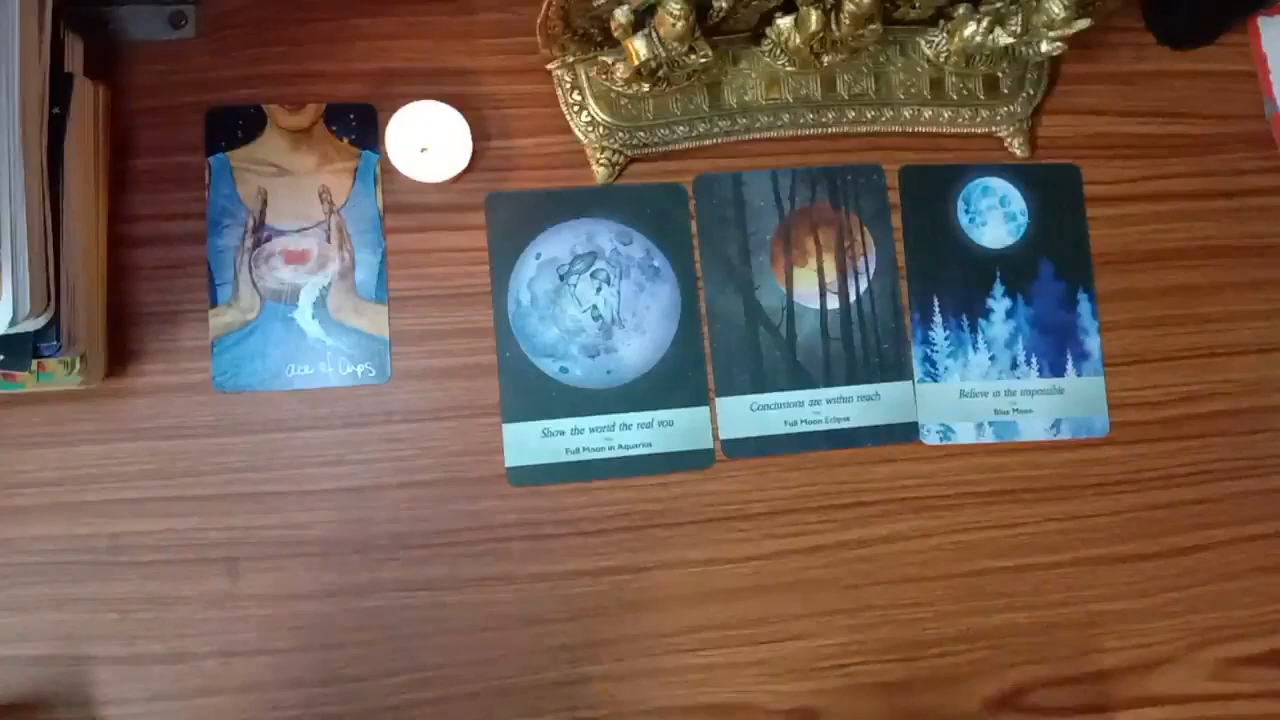 ace of Cups
Show the world the real you
Full Moon in Aquarius
Conclusions are within reach
Full Moon Eclipse
Believe in the impossible
Blue Moon